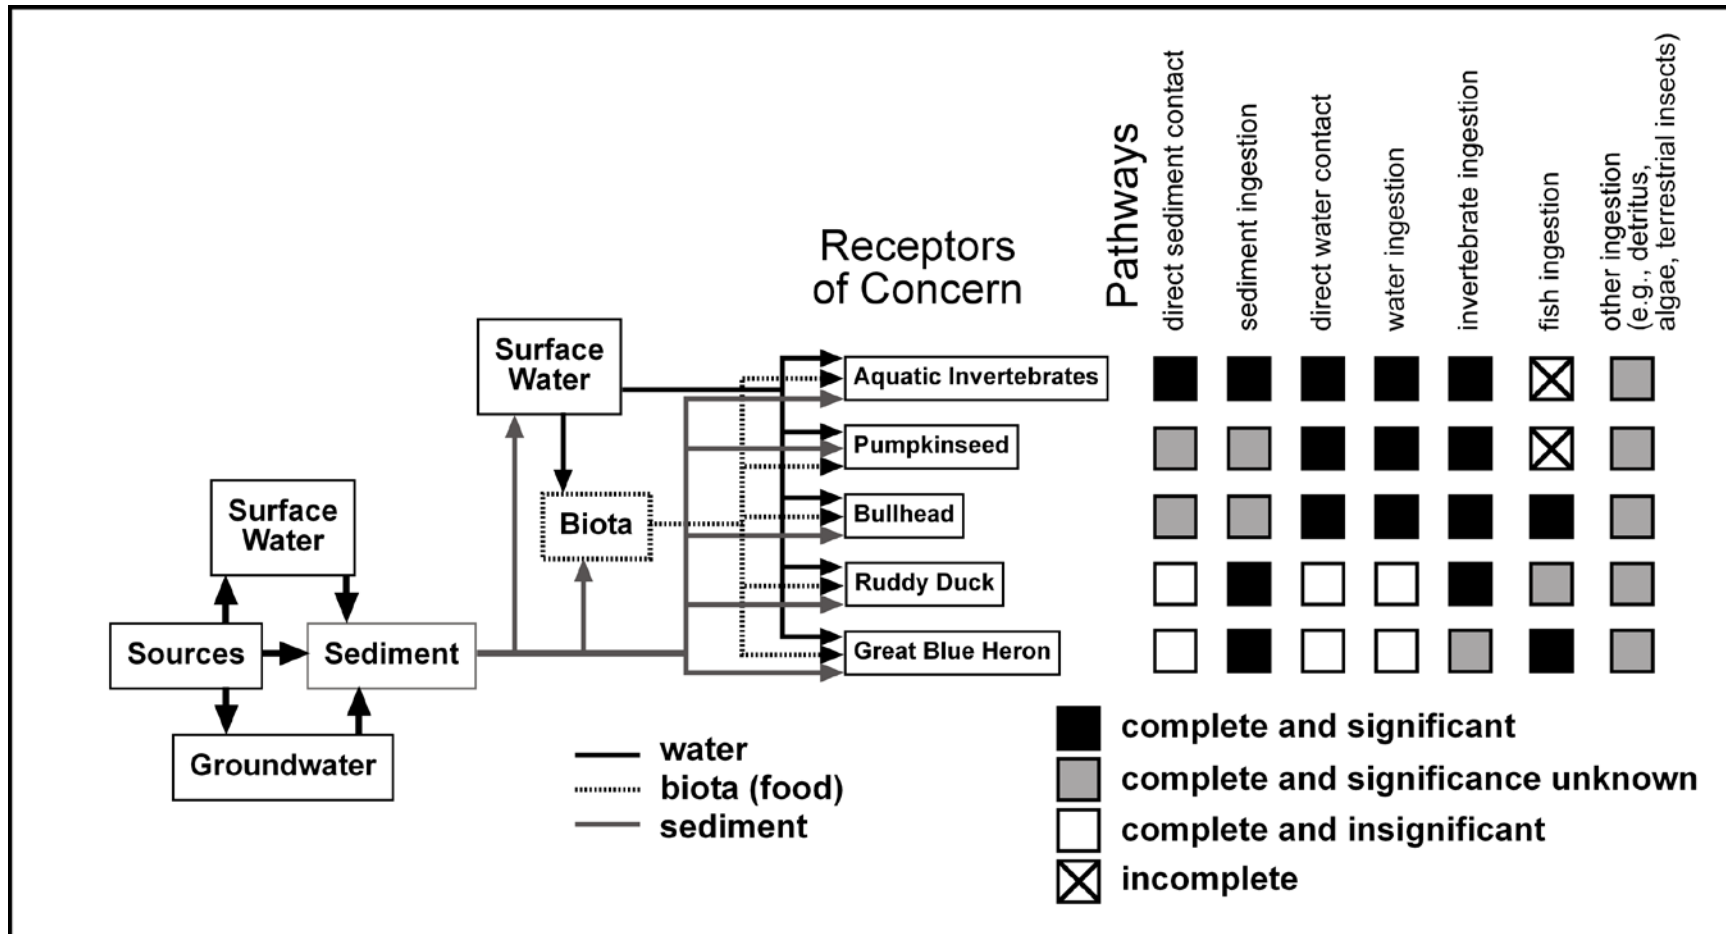 Receptors
of Concern
Pathways
direct sediment contact
sediment ingestion
direct water contact
water ingestion
invertebrate ingestion
fish ingestion
other ingestion
(e.g., detritus,
algae, terrestrial insects)
Surface
Water
Biota
Surface
Water
Sources
Sediment
Groundwater
Aquatic Invertebrates
Pumpkinseed
Bullhead
Ruddy Duck
Great Blue Heron
water
biota (food)
sediment
complete and significant
complete and significance unknown
complete and insignificant
incomplete